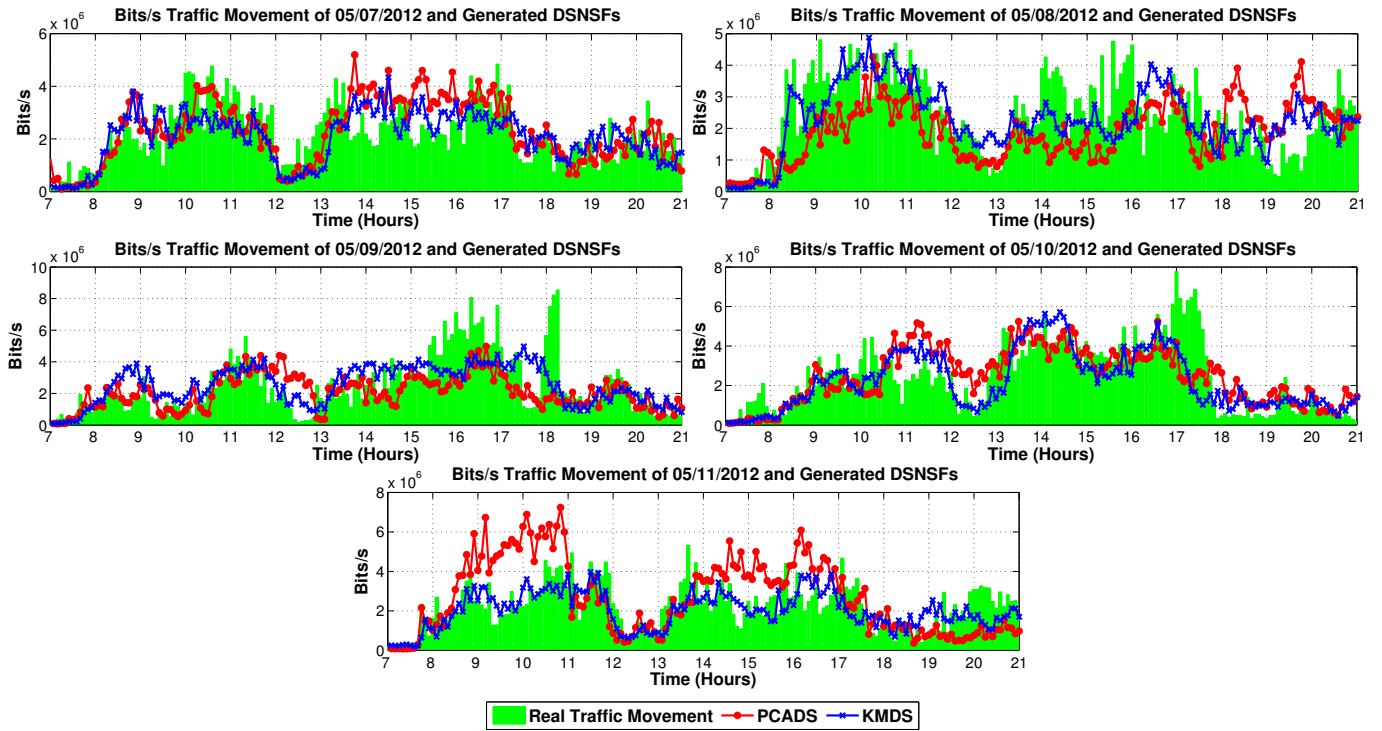 Bits/s Traffic Movement of 05/07/2012 and Generated DSNSFs
x 10^6
6
4
2
0
Bits/s
7 8 9 10 11 12 13 14 15 16 17 18 19 20 21
Time (Hours)
Bits/s Traffic Movement of 05/08/2012 and Generated DSNSFs
x 10^6
5
4
3
2
1
0
Bits/s
7 8 9 10 11 12 13 14 15 16 17 18 19 20 21
Time (Hours)
Bits/s Traffic Movement of 05/09/2012 and Generated DSNSFs
x 10^6
10
8
6
4
2
0
Bits/s
7 8 9 10 11 12 13 14 15 16 17 18 19 20 21
Time (Hours)
Bits/s Traffic Movement of 05/10/2012 and Generated DSNSFs
x 10^6
8
6
4
2
0
Bits/s
7 8 9 10 11 12 13 14 15 16 17 18 19 20 21
Time (Hours)
Bits/s Traffic Movement of 05/11/2012 and Generated DSNSFs
x 10^6
8
6
4
2
0
Bits/s
7 8 9 10 11 12 13 14 15 16 17 18 19 20 21
Time (Hours)
Real Traffic Movement PCADS KMDS